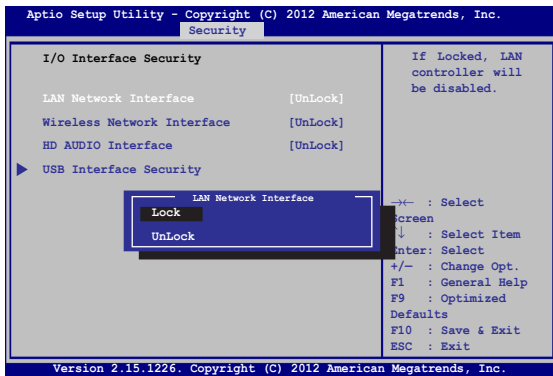 Aptio Setup Utility - Copyright (C) 2012 American Megatrends, Inc.
Security
I/O Interface Security
LAN Network Interface [UnLock]
Wireless Network Interface [UnLock]
HD AUDIO Interface [UnLock]
USB Interface Security
LAN Network Interface
Lock
UnLock
If Locked, LAN
controller will
be disabled.
→← : Select
Screen
↑↓ : Select Item
Enter: Select
+/— : Change Opt.
F1 : General Help
F9 : Optimized
Defaults
F10 : Save & Exit
ESC : Exit
Version 2.15.1226. Copyright (C) 2012 American Megatrends, Inc.